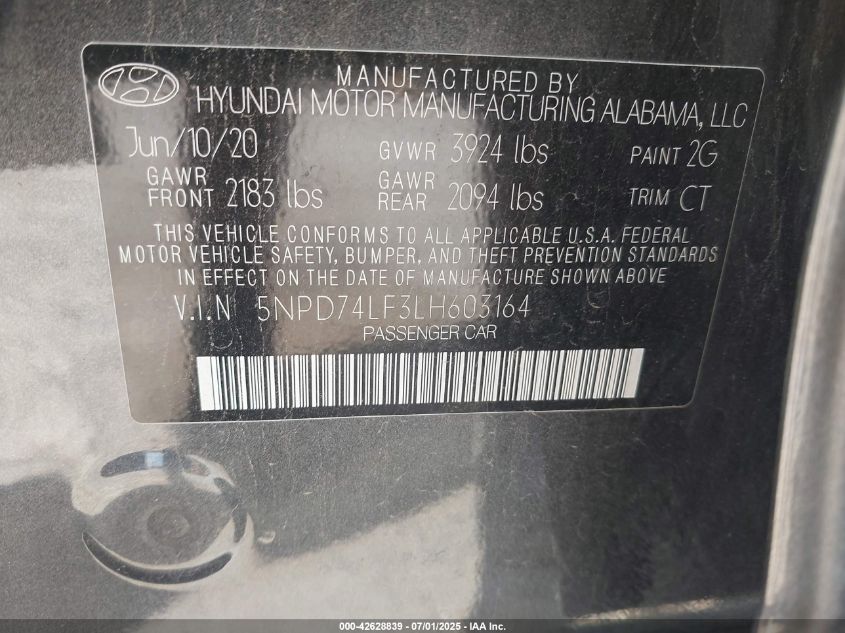 MANUFACTURED BY
HYUNDAI MOTOR MANUFACTURING ALABAMA, LLC
Jun/10/20 GVWR 3924 lbs PAINT 2G
GAWR FRONT 2183 lbs GAWR REAR 2094 lbs TRIM CT
THIS VEHICLE CONFORMS TO ALL APPLICABLE U.S.A. FEDERAL
MOTOR VEHICLE SAFETY, BUMPER, AND THEFT PREVENTION STANDARDS
IN EFFECT ON THE DATE OF MANUFACTURE SHOWN ABOVE.
V.I.N 5NPD74LF3LH603164
PASSENGER CAR
000-42628839 - 07/01/2025 - IAA Inc.